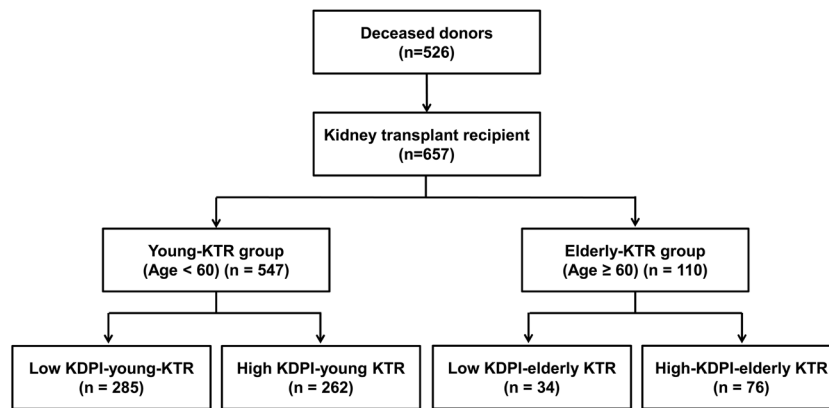 Deceased donors
(n=526)
Kidney transplant recipient
(n=657)
Young-KTR group
(Age < 60) (n = 547)
Elderly-KTR group
(Age ≥ 60) (n = 110)
Low KDPI-young-KTR
(n = 285)
High KDPI-young KTR
(n = 262)
Low KDPI-elderly KTR
(n = 34)
High-KDPI-elderly KTR
(n = 76)